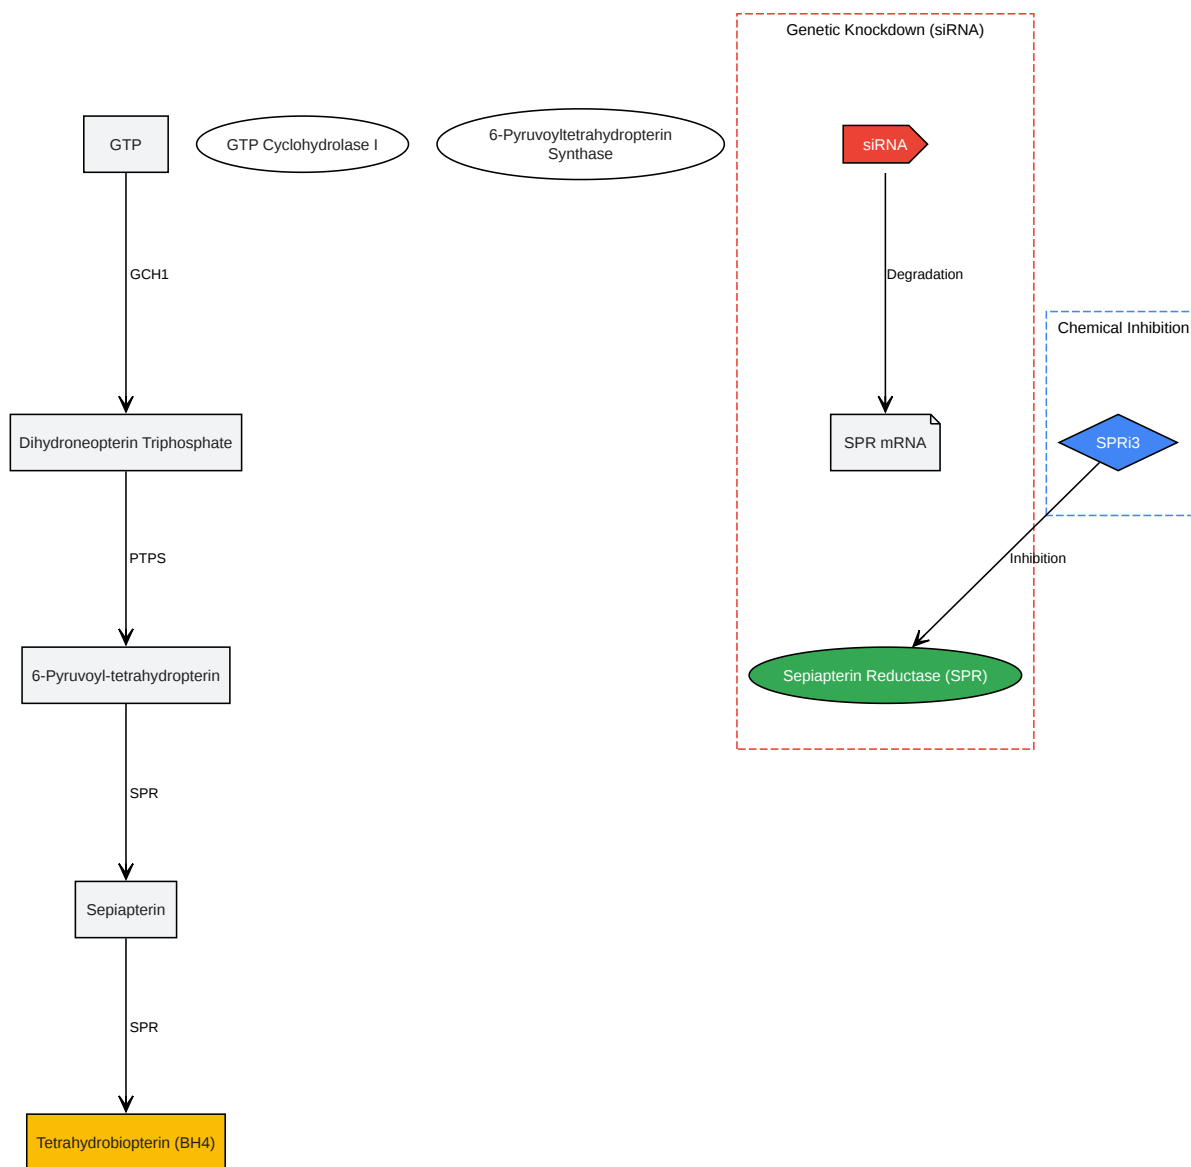 Genetic Knockdown (siRNA)
GTP
GTP Cyclohydrolase I
6-Pyruvoyltetrahydropterin
Synthase
siRNA
GCH1
Degradation
Chemical Inhibition
Dihydroneopterin Triphosphate
SPR mRNA
SPRi3
PTPS
Inhibition
6-Pyruvoyl-tetrahydropterin
Sepiapterin Reductase (SPR)
SPR
Sepiapterin
SPR
Tetrahydrobiopterin (BH4)